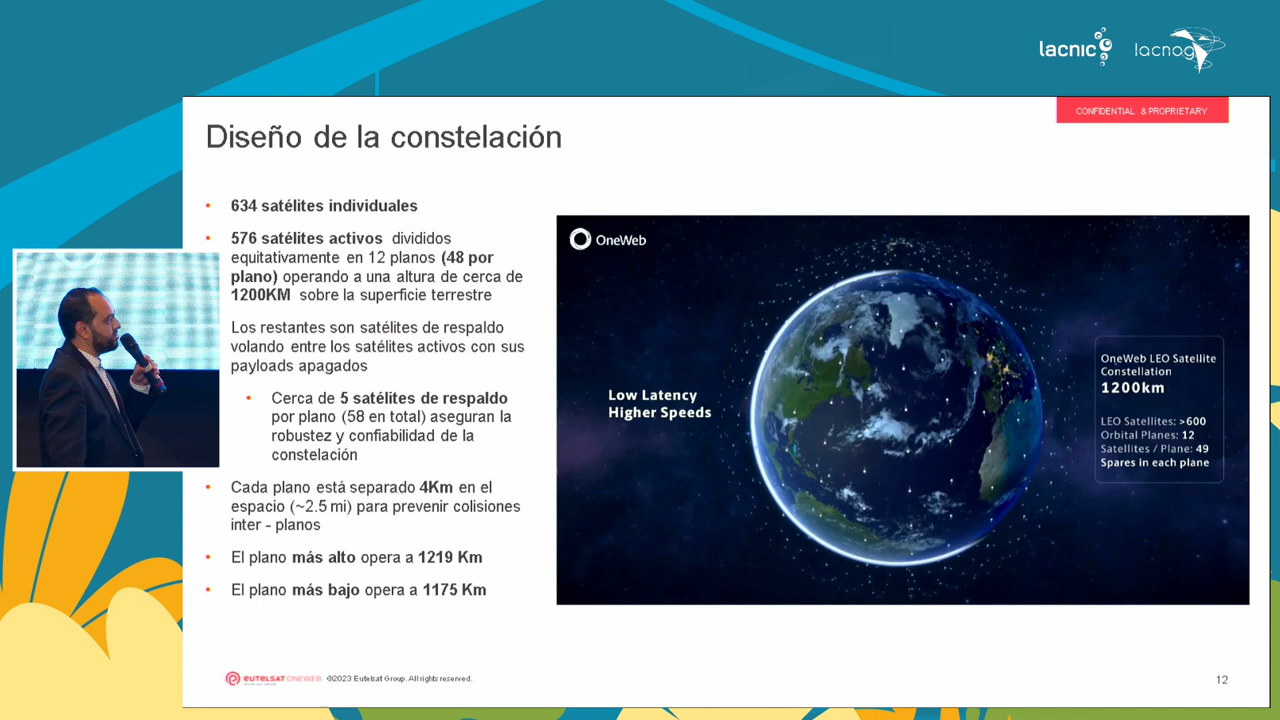 lacnic
lacnog
CONFIDENTIAL & PROPRIETARY
Diseño de la constelación
• 634 satélites individuales
• 576 satélites activos divididos
equitativamente en 12 planos (48 por
plano) operando a una altura de cerca de
1200KM sobre la superficie terrestre
Los restantes son satélites de respaldo
volando entre los satélites activos con sus
payloads apagados
• Cerca de 5 satélites de respaldo
por plano (58 en total) aseguran la
robustez y confiabilidad de la
constelación
• Cada plano está separado 4Km en el
espacio (~2.5 mi) para prevenir colisiones
inter - planos
• El plano más alto opera a 1219 Km
• El plano más bajo opera a 1175 Km
OneWeb
Low Latency
Higher Speeds
OneWeb LEO Satellite
Constellation
1200km
LEO Satellites: >600
Orbital Planes: 12
Satellites / Plane: 49
Spares in each plane
EUTELSAT ONEWEB ©2023 Eutelsat Group. All rights reserved.
12